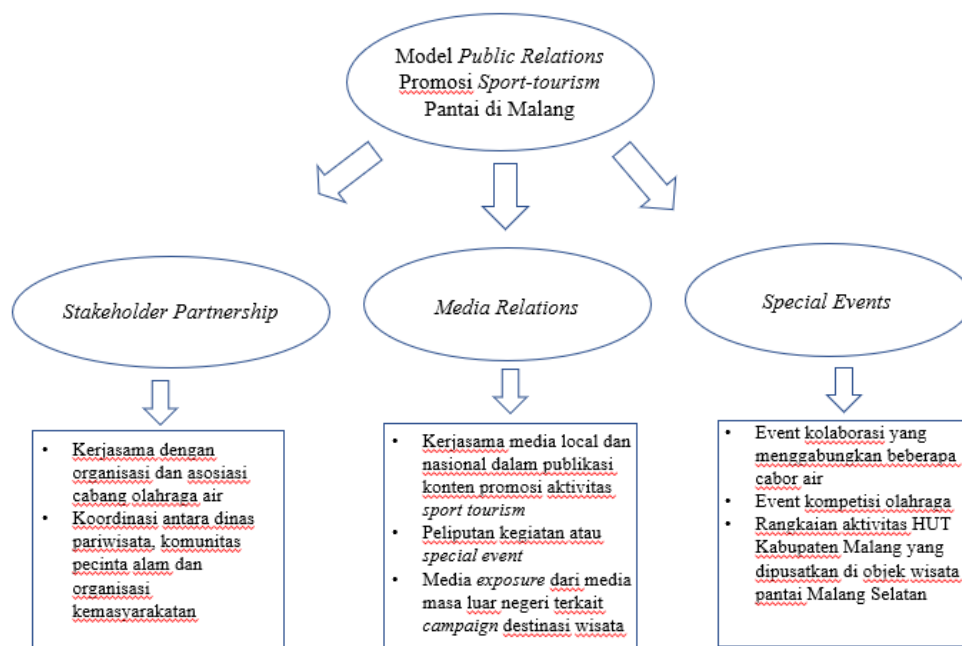 Model Public Relations
Promosi Sport-tourism
Pantai di Malang
Stakeholder Partnership
Media Relations
Special Events
• Kerjasama dengan
organisasi dan asosiasi
cabang olahraga air
• Koordinasi antara dinas
pariwisata, komunitas
pecinta alam dan
organisasi
kemasyarakatan
• Kerjasama media local dan
nasional dalam publikasi
konten promosi aktivitas
sport tourism
• Peliputan kegiatan atau
special event
• Media exposure dari media
masa luar negeri terkait
campaign destinasi wisata
• Event kolaborasi yang
menggabungkan beberapa
cabor air
• Event kompetisi olahraga
• Rangkaian aktivitas HUT
Kabupaten Malang yang
dipusatkan di objek wisata
pantai Malang Selatan